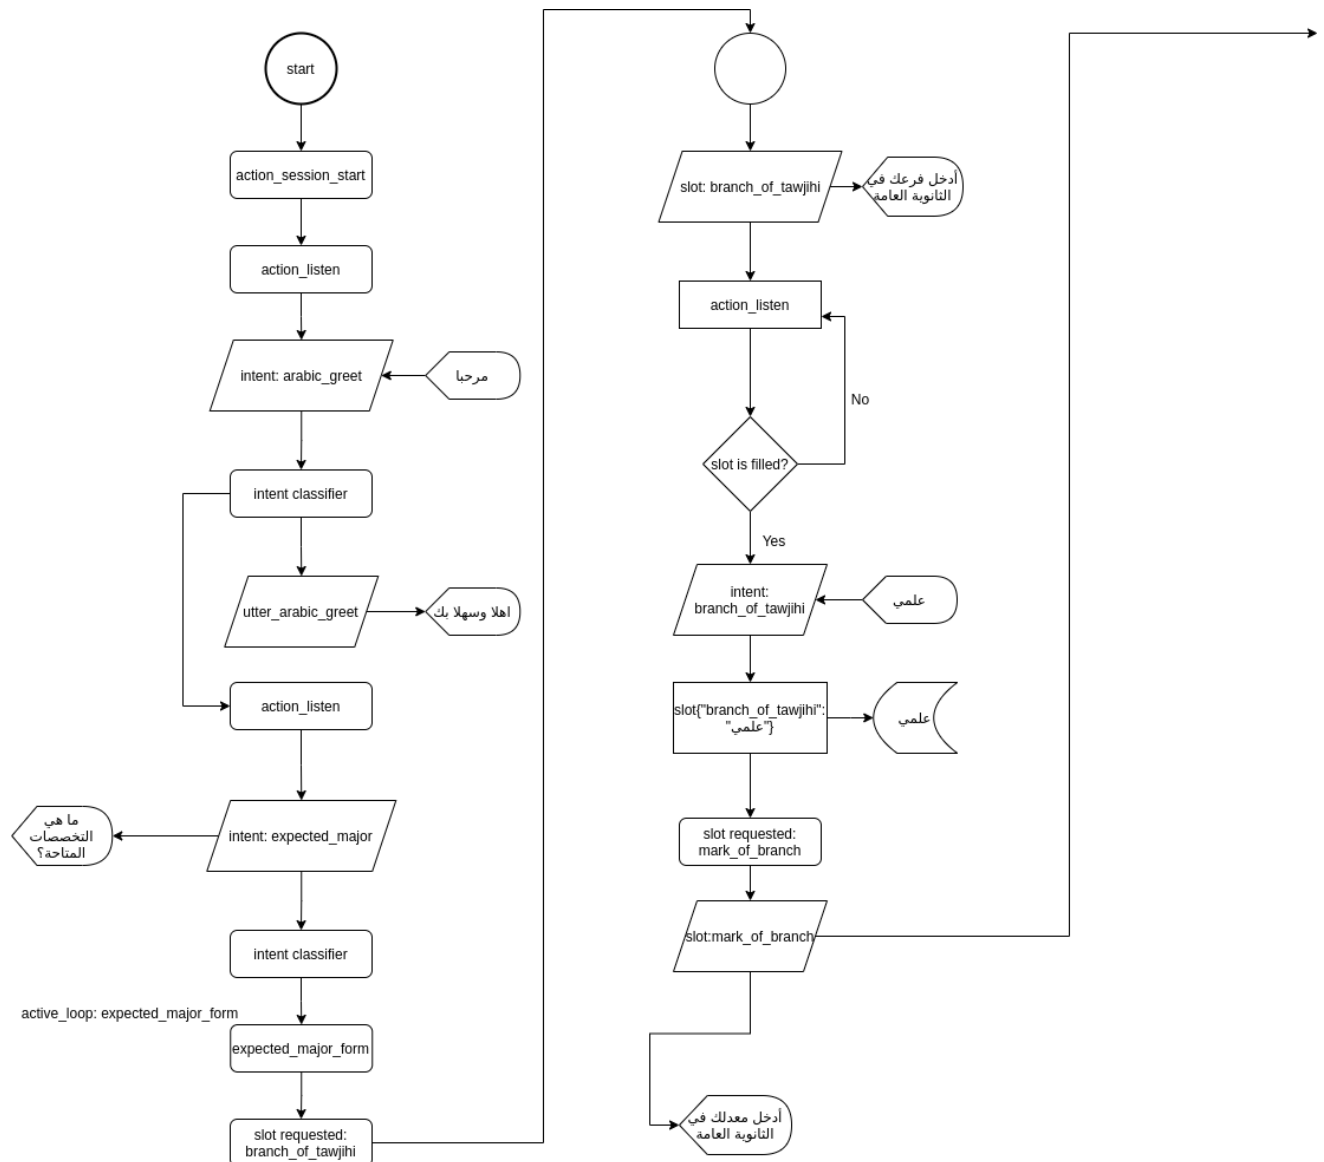 start
action_session_start
action_listen
intent: arabic_greet
مرحبا
intent classifier
utter_arabic_greet
اهلا وسهلا بك
action_listen
intent: expected_major
ما هي
التخصصات
المتاحة؟
intent classifier
active_loop: expected_major_form
expected_major_form
slot requested:
branch_of_tawjihi
slot: branch_of_tawjihi
أدخل فرعك في
الثانوية العامة
action_listen
No
slot is filled?
Yes
intent:
branch_of_tawjihi
علمي
slot{"branch_of_tawjihi":
"علمي"}
علمي
slot requested:
mark_of_branch
slot:mark_of_branch
أدخل معدلك في
الثانوية العامة